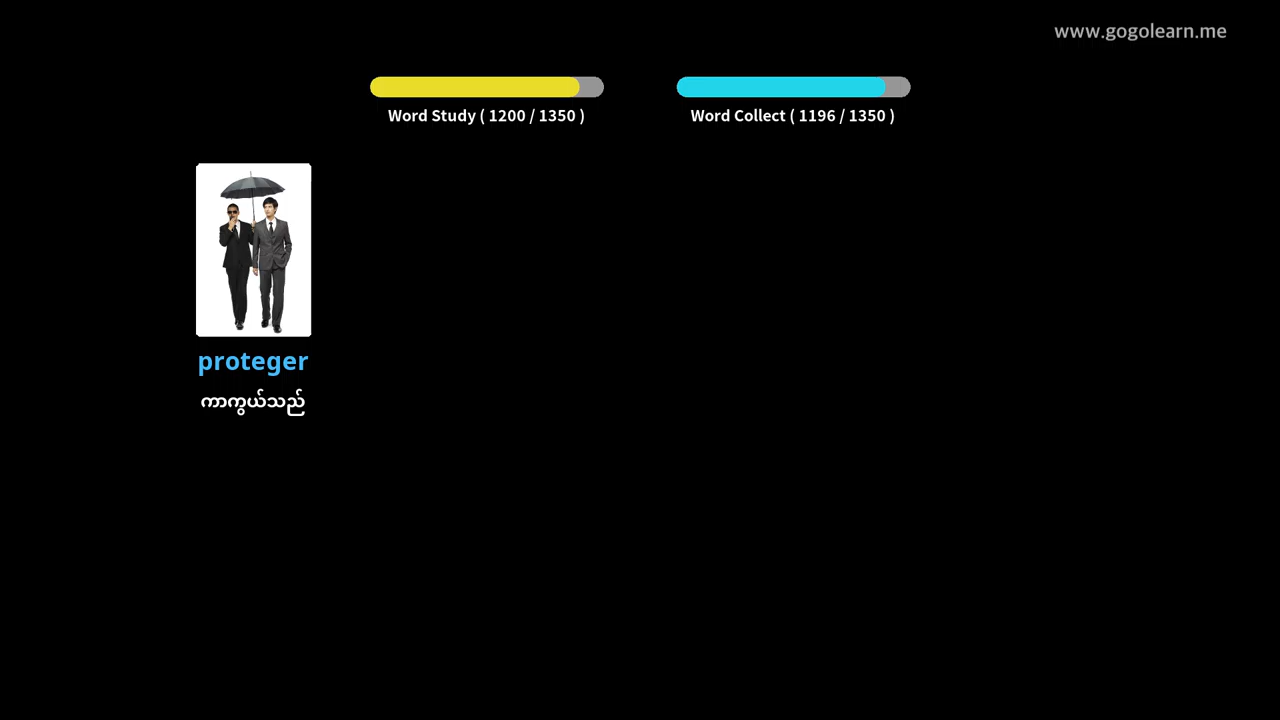 www.gogolearn.me
Word Study ( 1200 / 1350 )
Word Collect ( 1196 / 1350 )
proteger
ကာကွယ်သည်